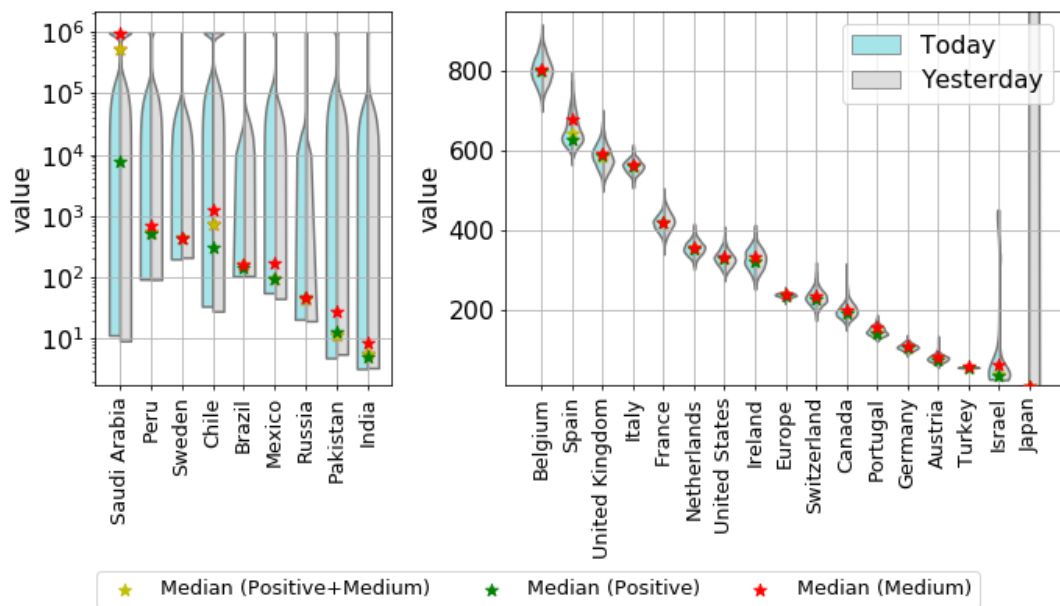 10^6
10^5
10^4
10^3
10^2
10^1
value
Saudi Arabia
Peru
Sweden
Chile
Brazil
Mexico
Russia
Pakistan
India
800
600
400
200
value
Today
Yesterday
Belgium
Spain
United Kingdom
Italy
France
Netherlands
United States
Ireland
Europe
Switzerland
Canada
Portugal
Germany
Austria
Turkey
Israel
Japan
Median (Positive+Medium) Median (Positive) Median (Medium)